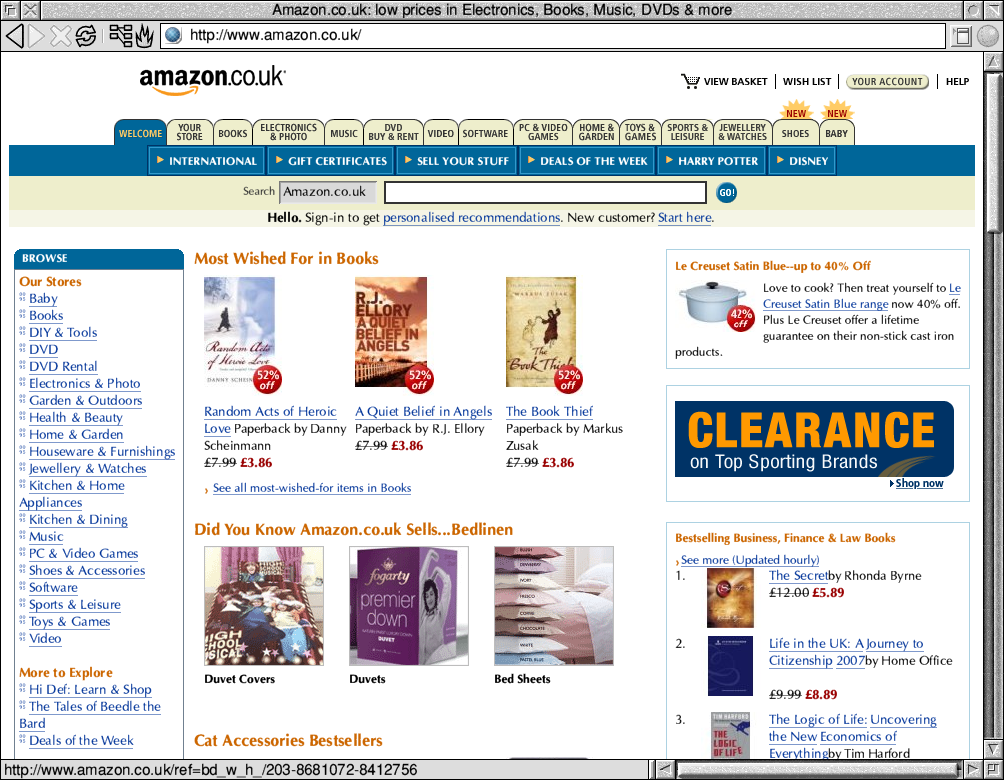 Amazon.co.uk: low prices in Electronics, Books, Music, DVDs & more
http://www.amazon.co.uk/
amazon.co.uk
VIEW BASKET | WISH LIST | YOUR ACCOUNT | HELP
NEW NEW
WELCOME YOUR STORE BOOKS ELECTRONICS & PHOTO MUSIC DVD BUY & RENT VIDEO SOFTWARE PC & VIDEO GAMES HOME & GARDEN TOYS & GAMES SPORTS & LEISURE JEWELLERY & WATCHES SHOES BABY
INTERNATIONAL GIFT CERTIFICATES SELL YOUR STUFF DEALS OF THE WEEK HARRY POTTER DISNEY
Search Amazon.co.uk GO!
Hello. Sign-in to get personalised recommendations. New customer? Start here.
BROWSE
Our Stores
Baby
Books
DIY & Tools
DVD
DVD Rental
Electronics & Photo
Garden & Outdoors
Health & Beauty
Home & Garden
Houseware & Furnishings
Jewellery & Watches
Kitchen & Home
Appliances
Kitchen & Dining
Music
PC & Video Games
Shoes & Accessories
Software
Sports & Leisure
Toys & Games
Video
More to Explore
Hi Def: Learn & Shop
The Tales of Beedle the
Bard
Deals of the Week
Most Wished For in Books
Random Acts
of Heroic Love
52% off
R.J.
ELLORY
A QUIET
BELIEF IN
ANGELS
52% off
MARKUS ZUSAK
The
Book Thief
52% off
Random Acts of Heroic
Love Paperback by Danny
Scheinmann
£7.99 £3.86
A Quiet Belief in Angels
Paperback by R.J. Ellory
£7.99 £3.86
The Book Thief
Paperback by Markus
Zusak
£7.99 £3.86
See all most-wished-for items in Books
Did You Know Amazon.co.uk Sells...Bedlinen
HIGH
SCHOOL
MUSICAL
fogarty
premier
down
DUVET
IVORY
FRESCO
COFFEE
CHOCOLATE
WHITE
PASTEL BLUE
Duvet Covers
Duvets
Bed Sheets
Cat Accessories Bestsellers
Le Creuset Satin Blue--up to 40% Off
42% off
Love to cook? Then treat yourself to Le
Creuset Satin Blue range now 40% off.
Plus Le Creuset offer a lifetime
guarantee on their non-stick cast iron
products.
CLEARANCE
on Top Sporting Brands
Shop now
Bestselling Business, Finance & Law Books
See more (Updated hourly)
1.
The Secretby Rhonda Byrne
£12.00 £5.89
2.
Life in the UK: A Journey to
Citizenship 2007by Home Office
£9.99 £8.89
3.
TIM HARFORD
THE
LOGIC
OF LIFE
The Logic of Life: Uncovering
the New Economics of
Everythingby Tim Harford
http://www.amazon.co.uk/ref=bd_w_h_/203-8681072-8412756